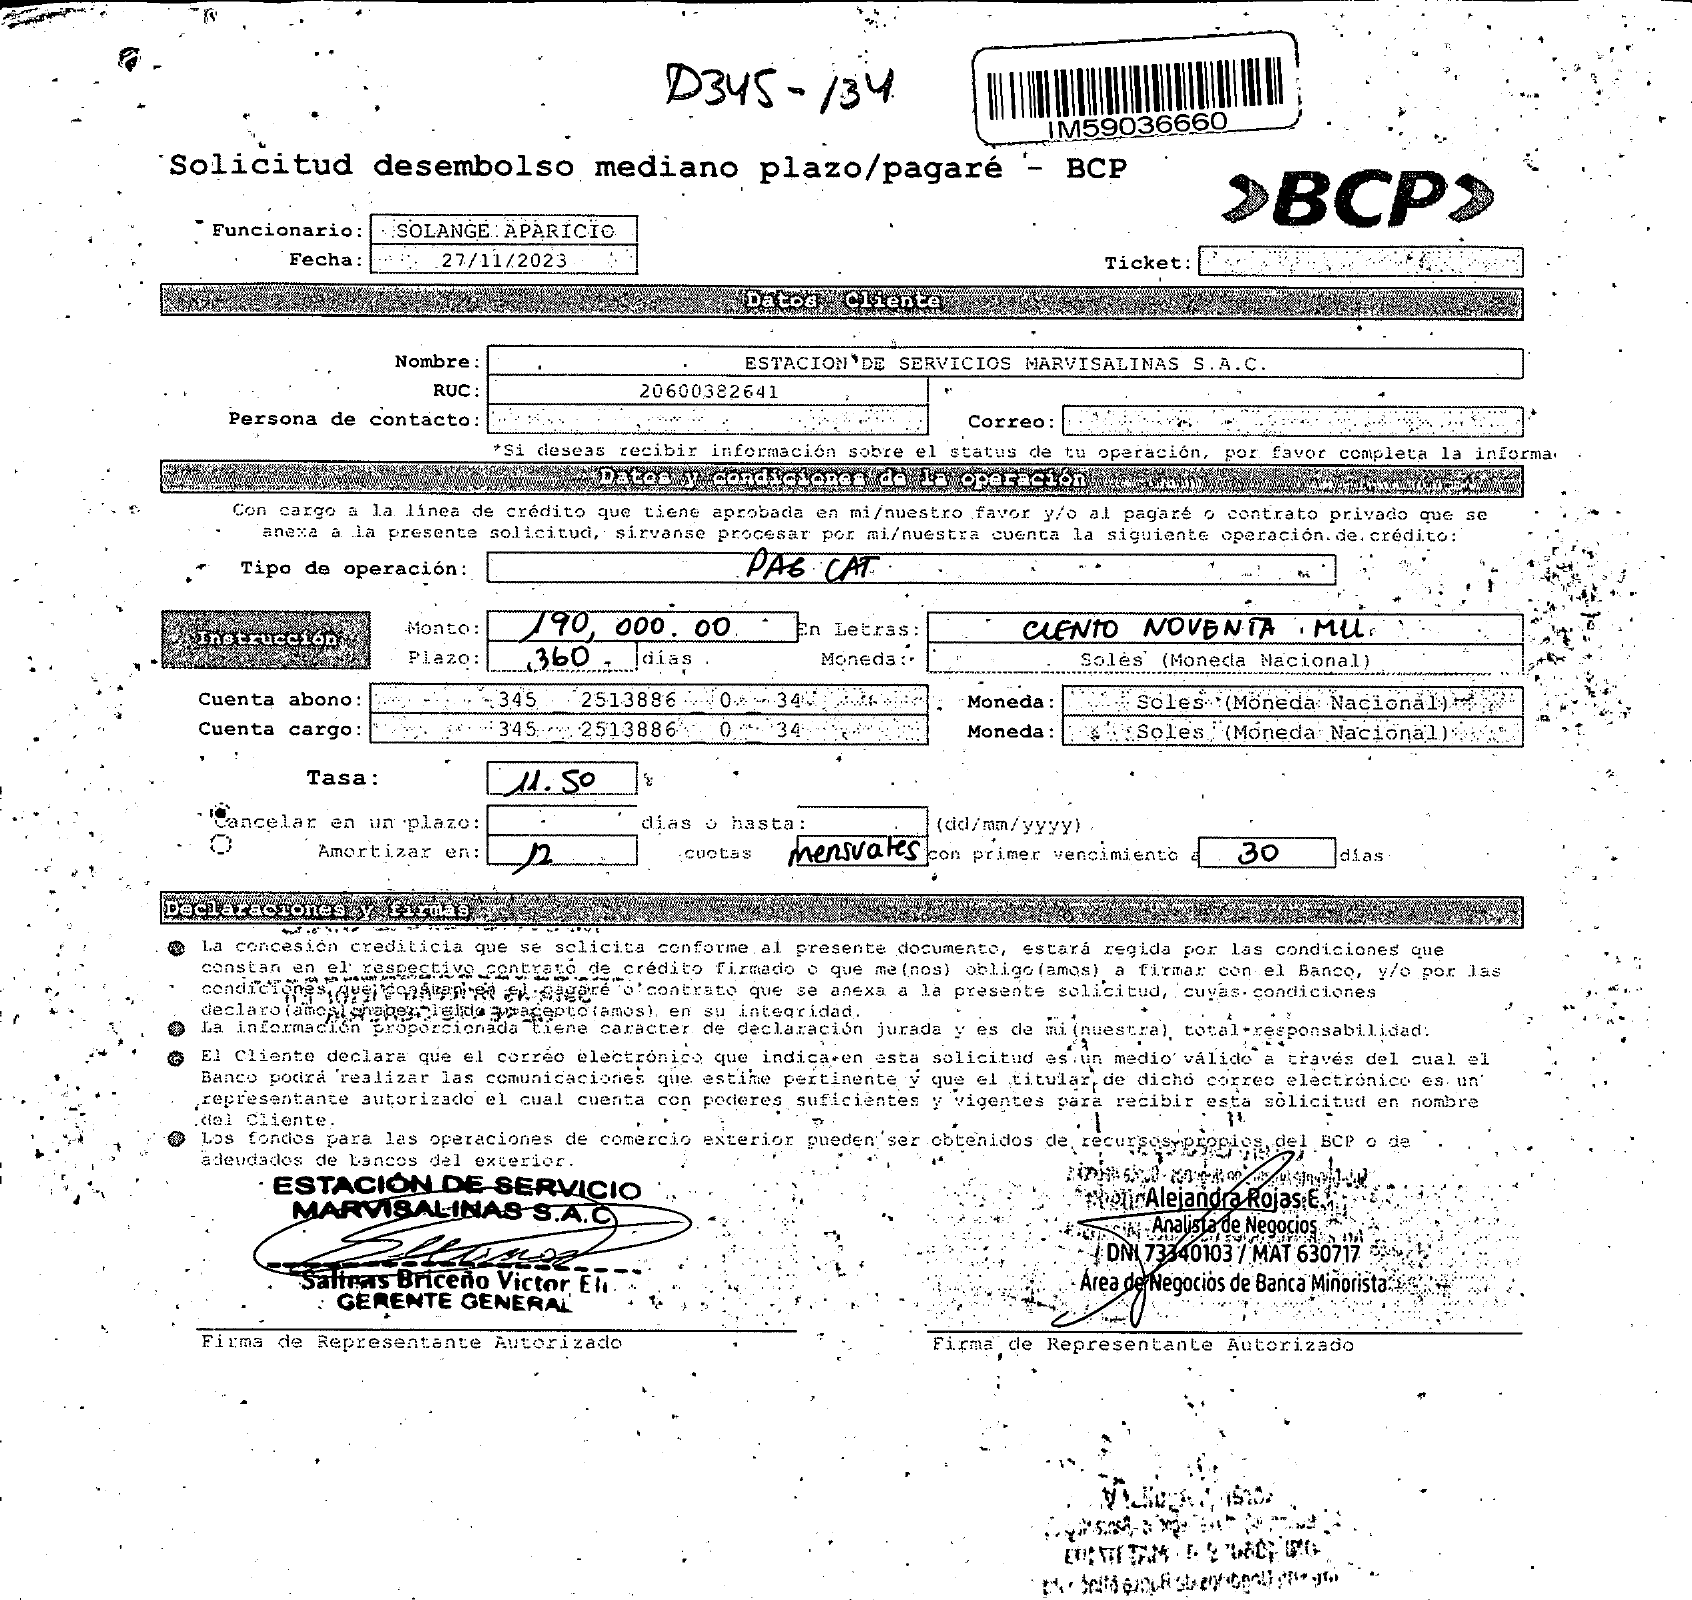 D345-134
IM59036660
Solicitud desembolso mediano plazo/pagaré - BCP
BCP
Funcionario: SOLANGE APARICIO
Fecha: 27/11/2023
Ticket:
Datos Cliente
Nombre: ESTACION DE SERVICIOS MARVISALINAS S.A.C.
RUC: 20600382641
Persona de contacto: Correo:
*Si deseas recibir información sobre el status de tu operación, por favor completa la informa
Datos y condiciones de la operación
Con cargo a la línea de crédito que tiene aprobada en mi/nuestro favor y/o al pagaré o contrato privado que se
anexa a la presente solicitud, sírvanse procesar por mi/nuestra cuenta la siguiente operación de crédito:
Tipo de operación: PAG CAT
Instrucción
Monto: 190,000.00 En Letras: CIENTO NOVENTA MIL
Plazo: 360 días Moneda: Soles (Moneda Nacional)
Cuenta abono: 345 2513886 0 34 Moneda: Soles (Moneda Nacional)
Cuenta cargo: 345 2513886 0 34 Moneda: Soles (Moneda Nacional)
Tasa: 11.50 %
Cancelar en un plazo: días o hasta: (dd/mm/yyyy)
Amortizar en: 12 cuotas mensuales con primer vencimiento a 30 días
Declaraciones y firmas
La concesión crediticia que se solicita conforme al presente documento, estará regida por las condiciones que
constan en el respectivo contrato de crédito firmado o que me(nos) obligo(amos) a firmar con el Banco, y/o por las
condiciones que constan en el pagaré o contrato que se anexa a la presente solicitud, cuyas condiciones
declaro(amos) haber leído y acepto(amos) en su integridad.
La información proporcionada tiene caracter de declaración jurada y es de mi(nuestra) total responsabilidad.
El Cliente declara que el correo electrónico que indica en esta solicitud es un medio válido a través del cual el
Banco podrá realizar las comunicaciones que estime pertinente y que el titular de dicho correo electrónico es un
representante autorizado el cual cuenta con poderes suficientes y vigentes para recibir esta solicitud en nombre
del Cliente.
Los fondos para las operaciones de comercio exterior pueden ser obtenidos de recursos propios del BCP o de
adeudados de bancos del exterior.
ESTACIÓN DE SERVICIO
MARVISALINAS S.A.C
Salinas Briceño Victor Eli
GERENTE GENERAL
Alejandra Rojas E.
Analista de Negocios
DNI 73340103 / MAT 630717
Área de Negocios de Banca Minorista
Firma de Representante Autorizado
Firma de Representante Autorizado